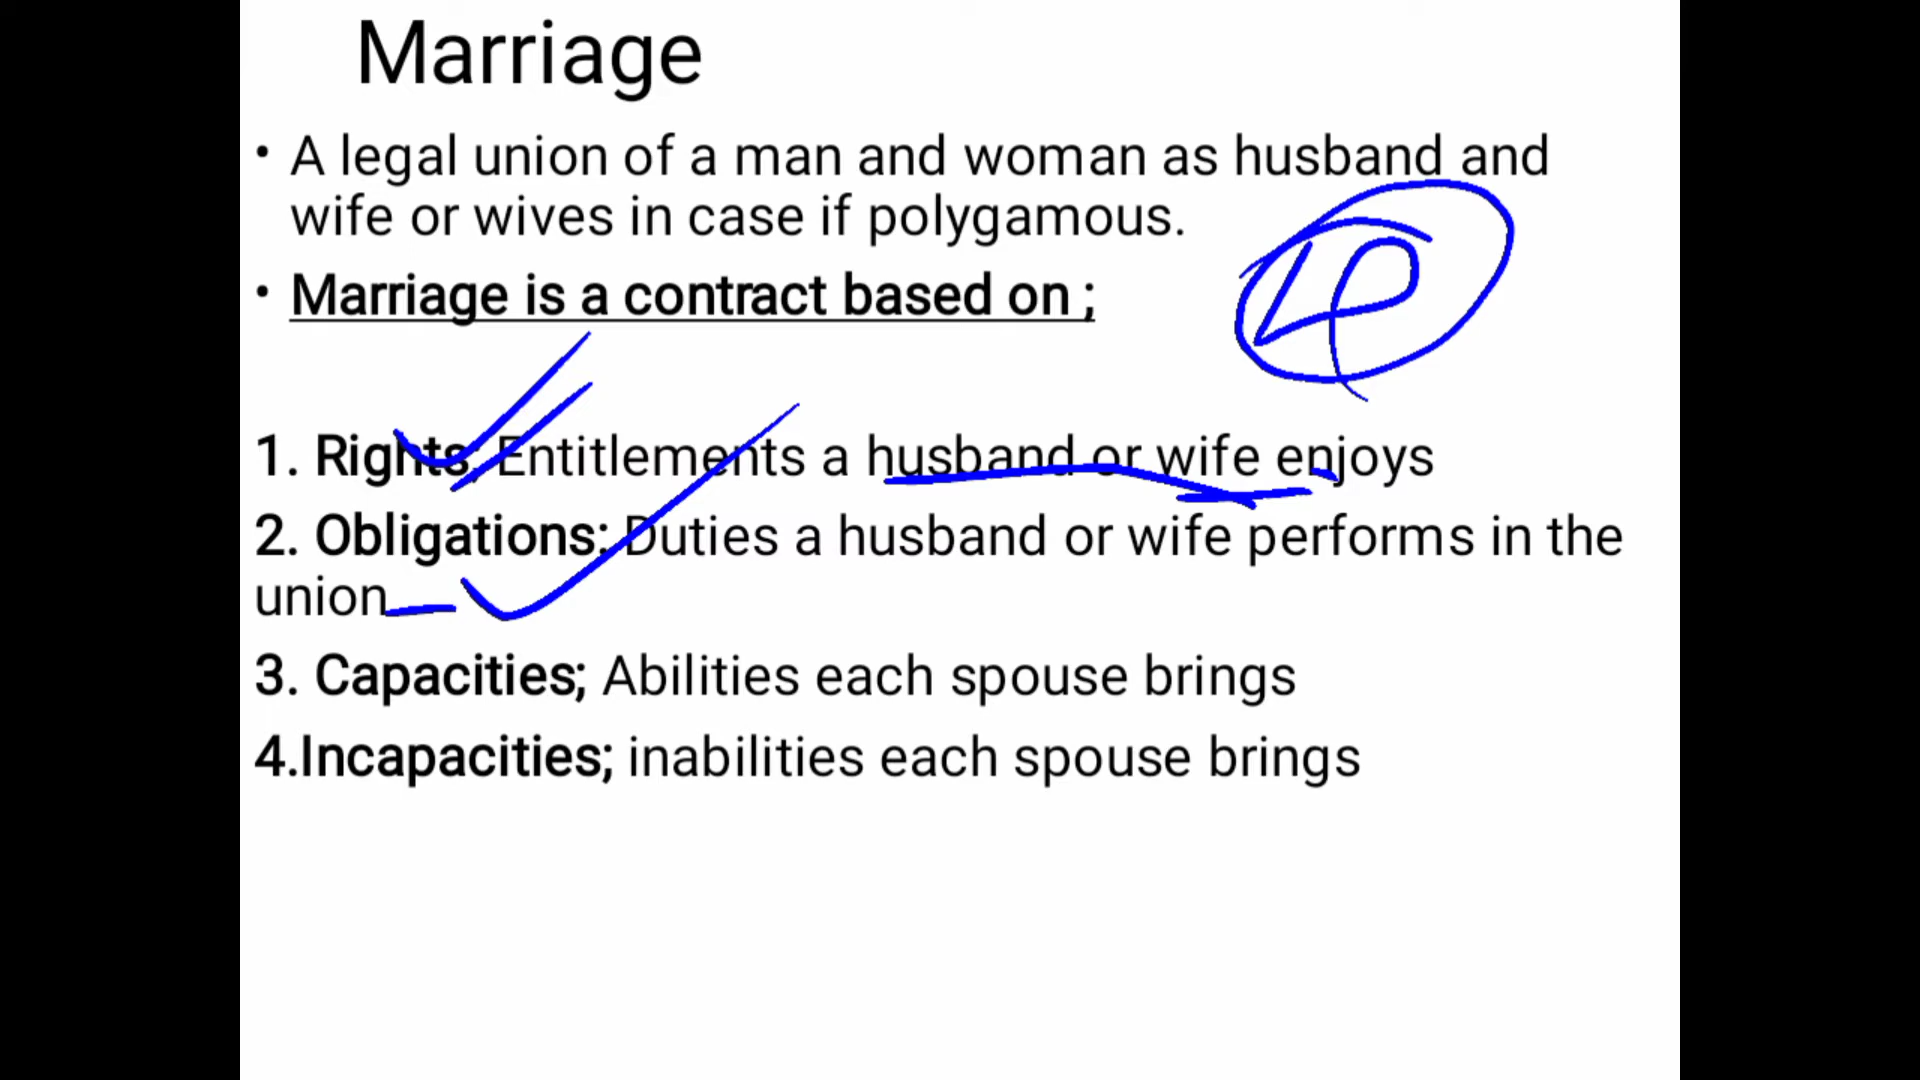 Marriage
• A legal union of a man and woman as husband and
wife or wives in case if polygamous.
• Marriage is a contract based on ;
1. Rights; Entitlements a husband or wife enjoys
2. Obligations; Duties a husband or wife performs in the
union
3. Capacities; Abilities each spouse brings
4.Incapacities; inabilities each spouse brings